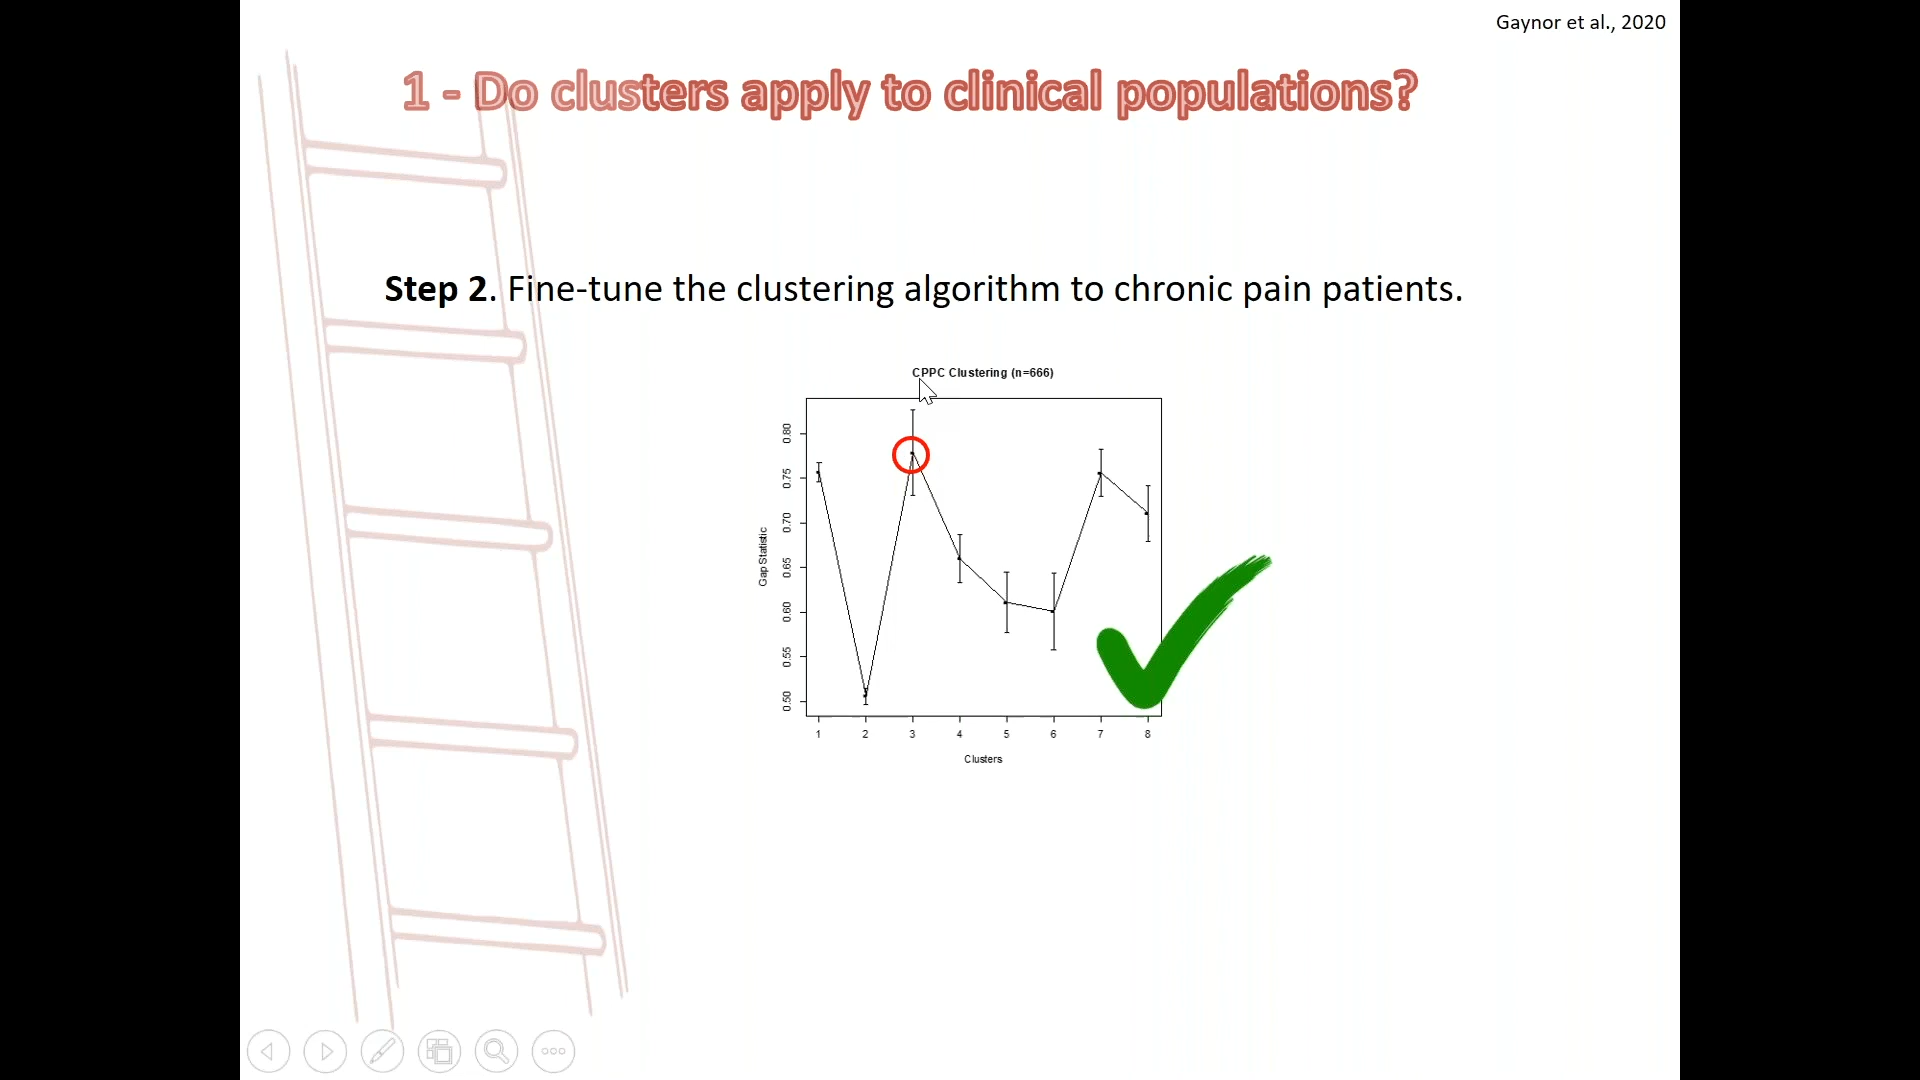 Gaynor et al., 2020
1 - Do clusters apply to clinical populations?
Step 2. Fine-tune the clustering algorithm to chronic pain patients.
CPPC Clustering (n=666)
Gap Statistic
0.80
0.75
0.70
0.65
0.60
0.55
0.50
1 2 3 4 5 6 7 8
Clusters